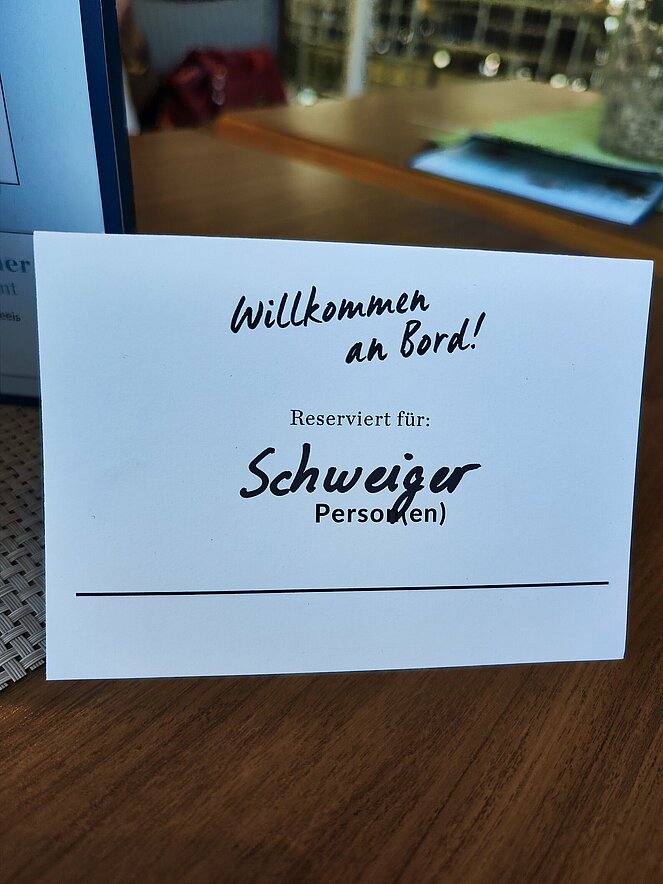 Willkommen
an Bord!
Reserviert für:
Schweiger
Person(en)